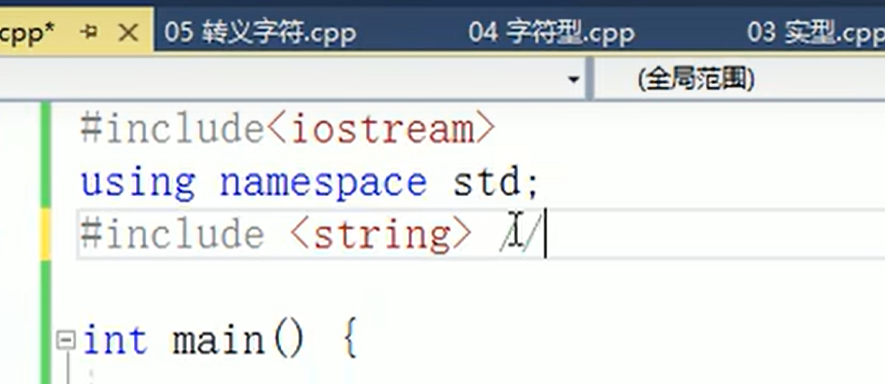 cpp* 05 转义字符.cpp 04 字符型.cpp 03 实型.cpp
(全局范围)
#include<iostream>
using namespace std;
#include <string> //
int main() {